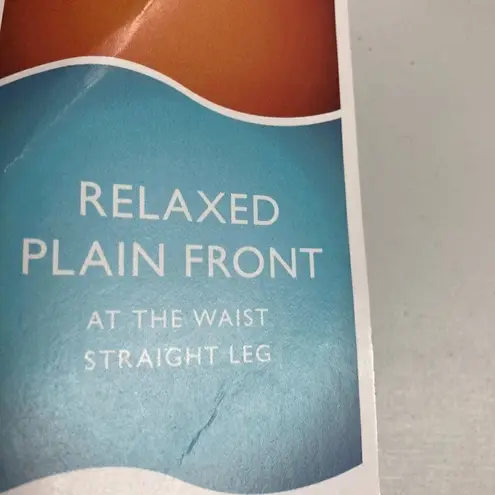 RELAXED
PLAIN FRONT
AT THE WAIST
STRAIGHT LEG